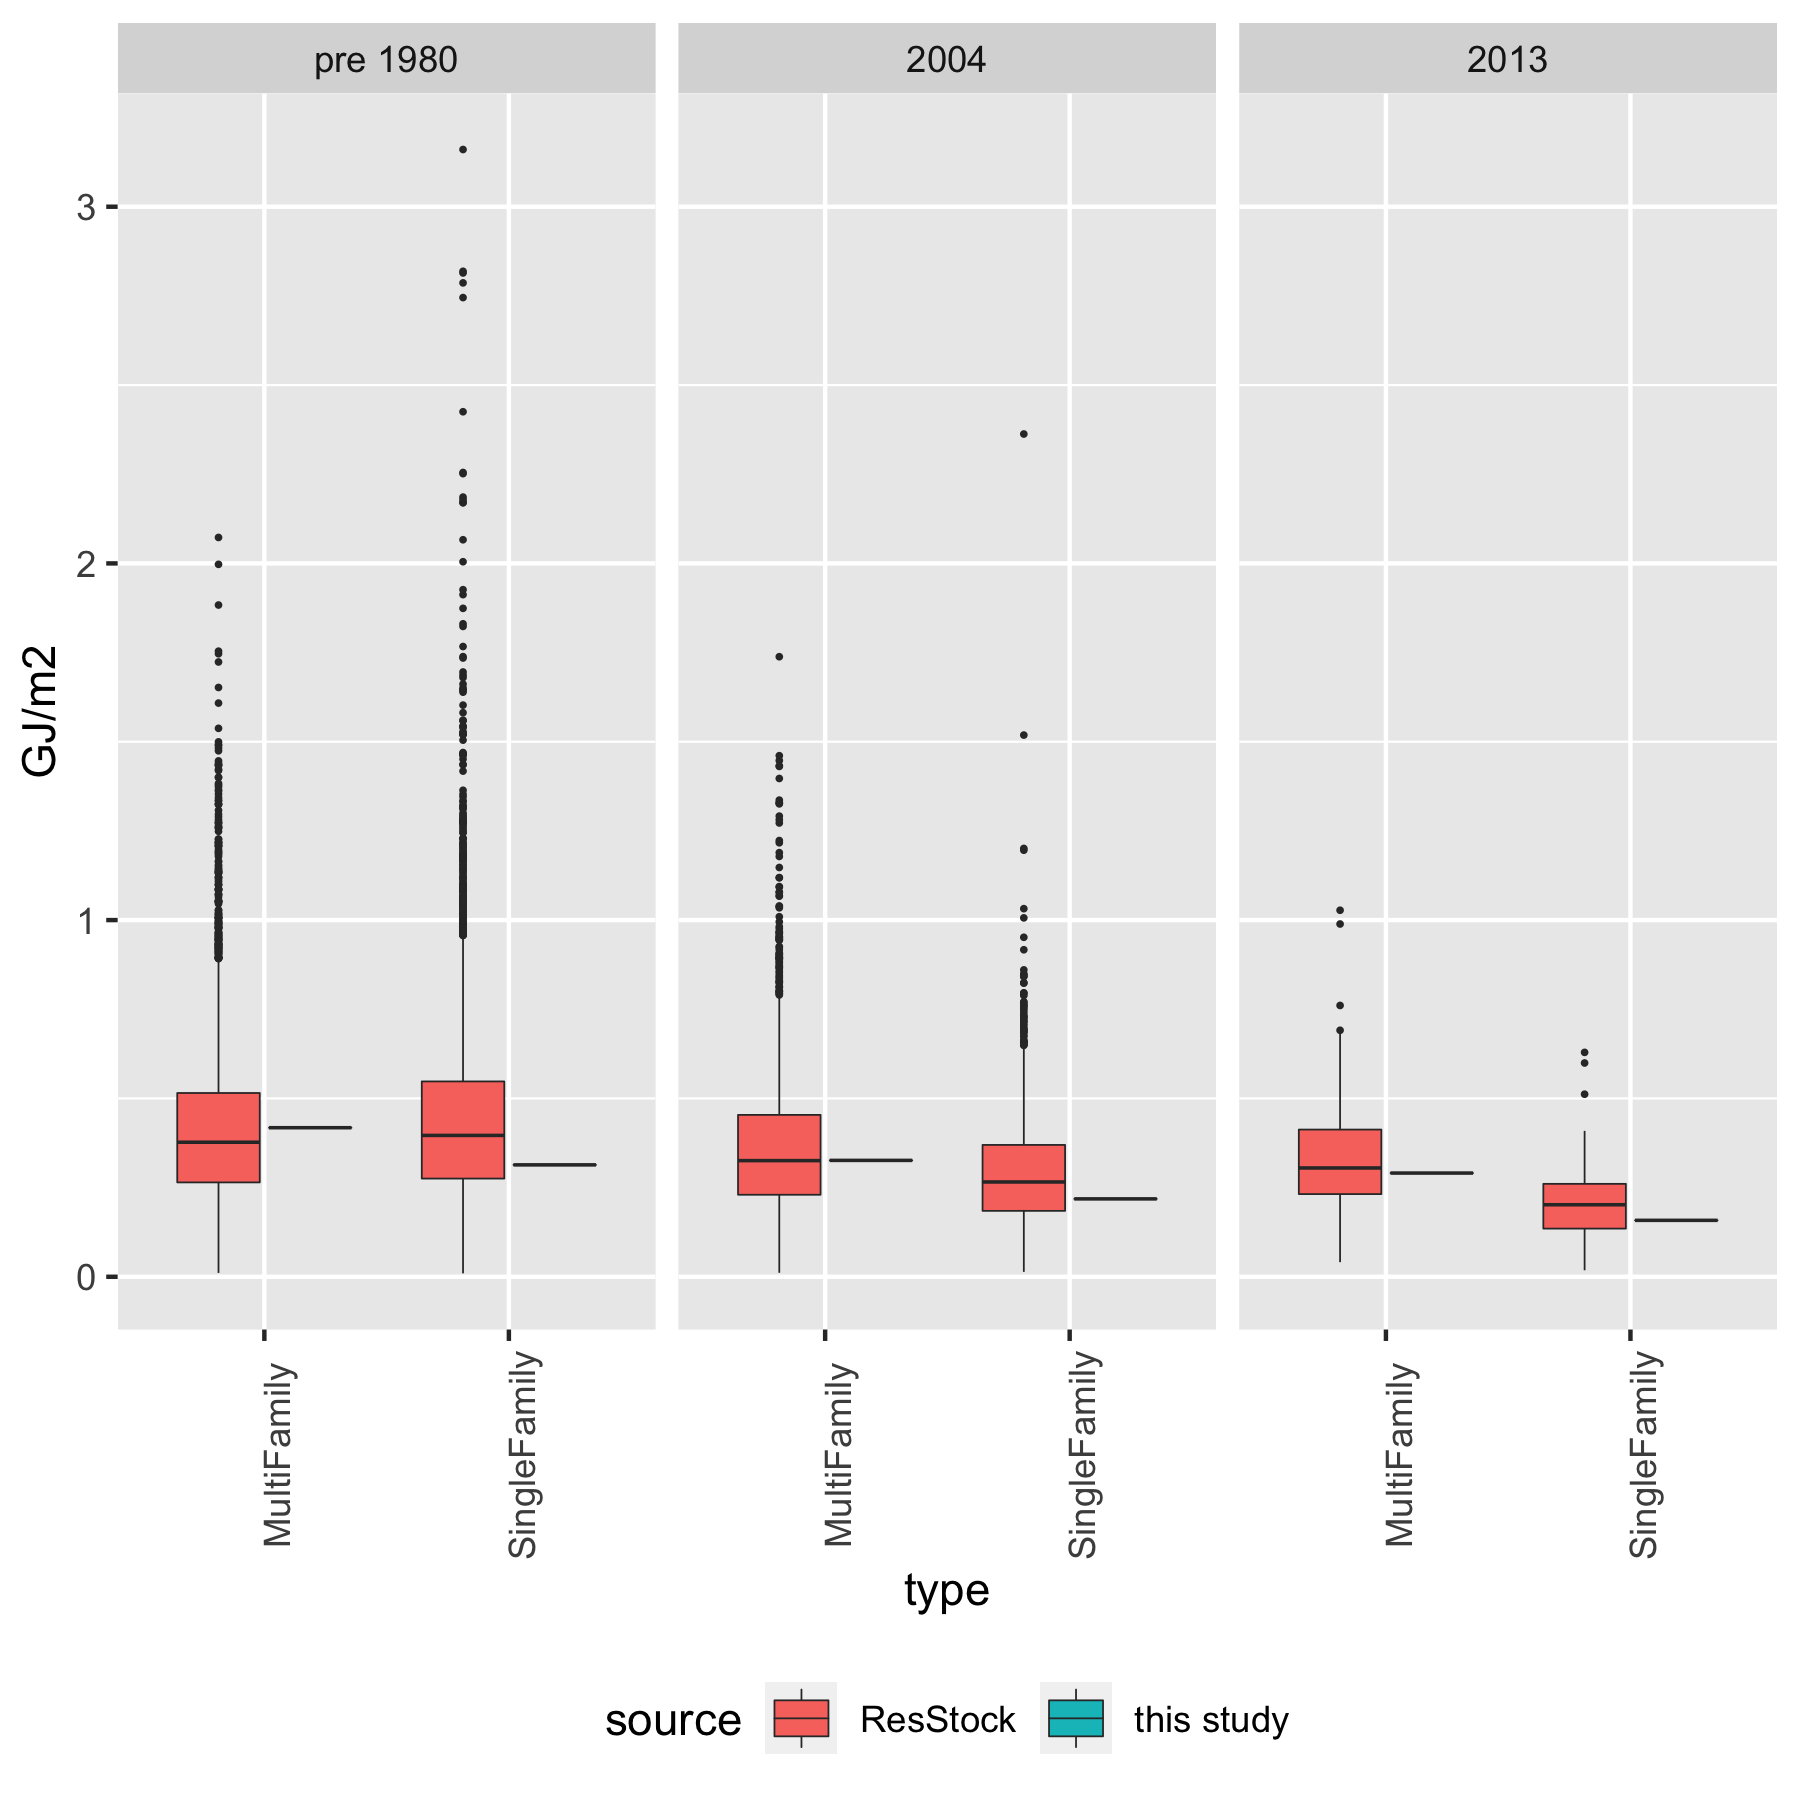 pre 1980 2004 2013
3
2
1
0
GJ/m2
MultiFamily SingleFamily MultiFamily SingleFamily MultiFamily SingleFamily
type
source ResStock this study